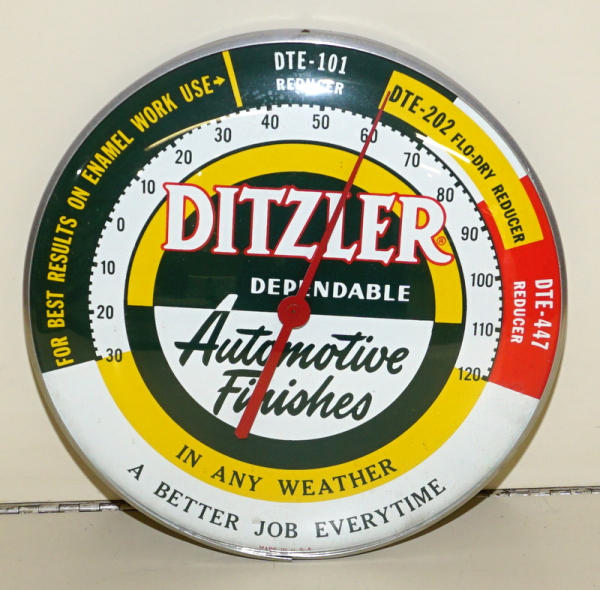 FOR BEST RESULTS ON ENAMEL WORK USE→
DTE-101
REDUCER
DTE-202 FLO-DRY REDUCER
DTE-447
REDUCER
30 20 10 0 10 20 30 40 50 60 70 80 90 100 110 120
DITZLER®
DEPENDABLE
Automotive
Finishes
IN ANY WEATHER
A BETTER JOB EVERYTIME
MADE IN U.S.A.